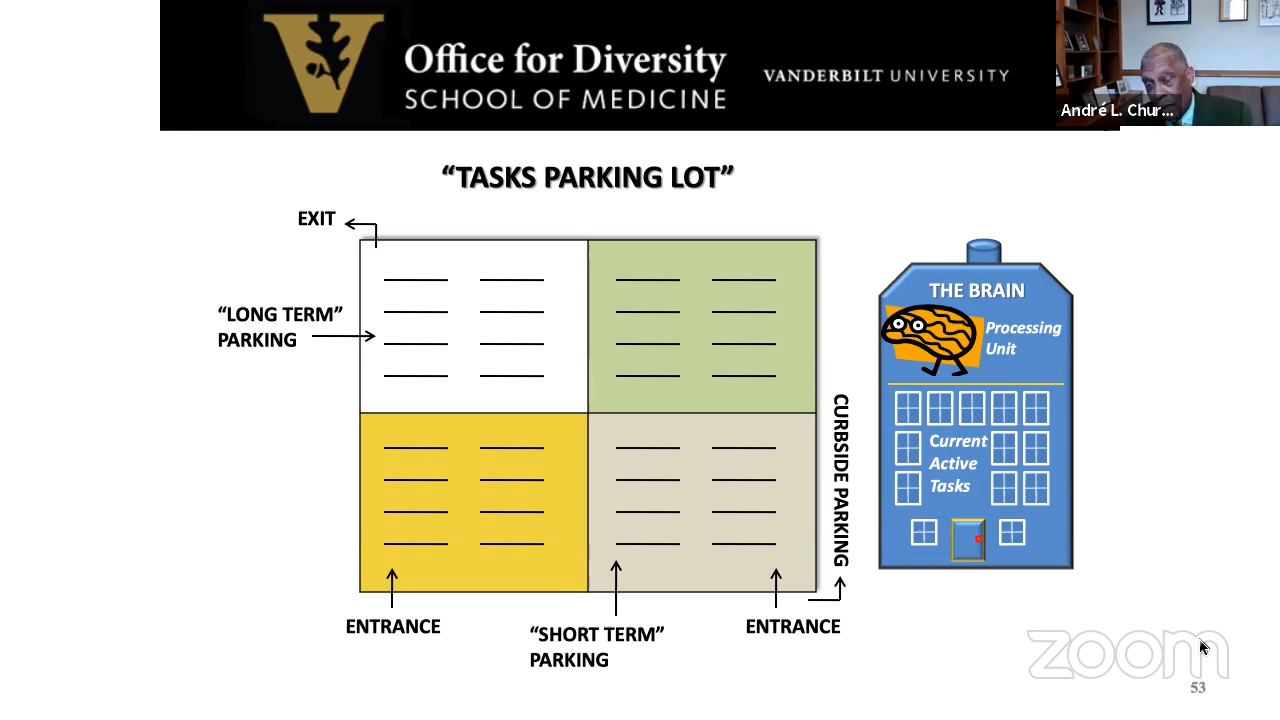 Office for Diversity
SCHOOL OF MEDICINE
VANDERBILT UNIVERSITY
André L. Chur...
“TASKS PARKING LOT”
EXIT
“LONG TERM”
PARKING
THE BRAIN
Processing
Unit
CURBSIDE PARKING
Current
Active
Tasks
ENTRANCE
“SHORT TERM”
PARKING
ENTRANCE
zoom
53